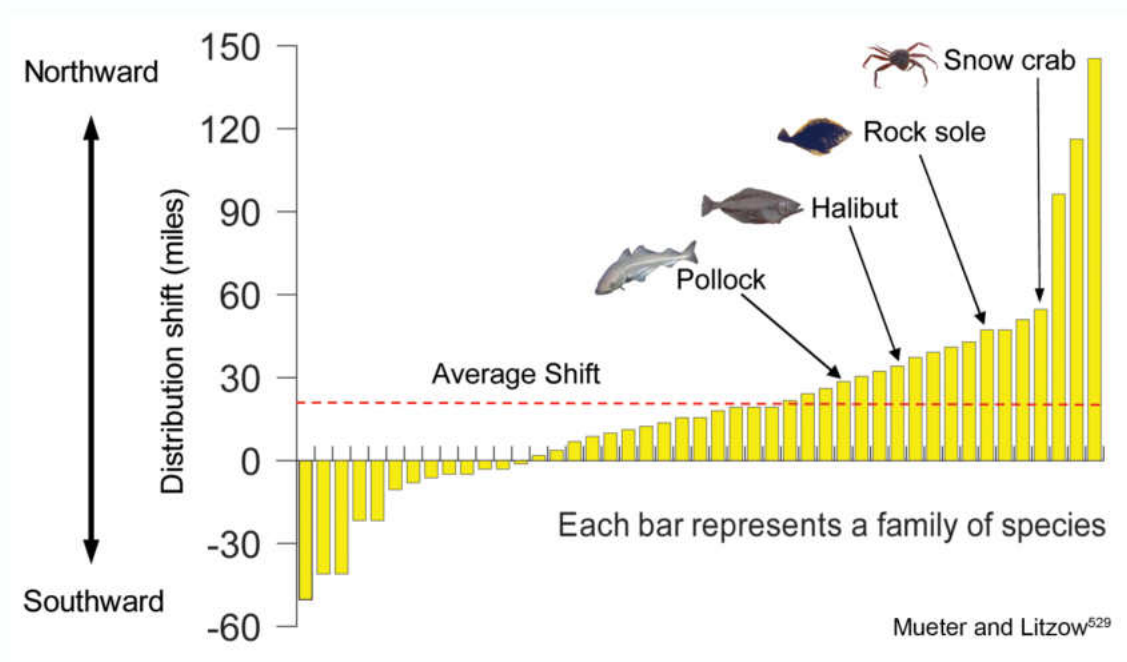 150
Northward
Snow crab
120
Rock sole
90
Halibut
Distribution shift (miles)
Pollock
60
30
Average Shift
0
Each bar represents a family of species
-30
Southward
-60
Mueter and Litzow529